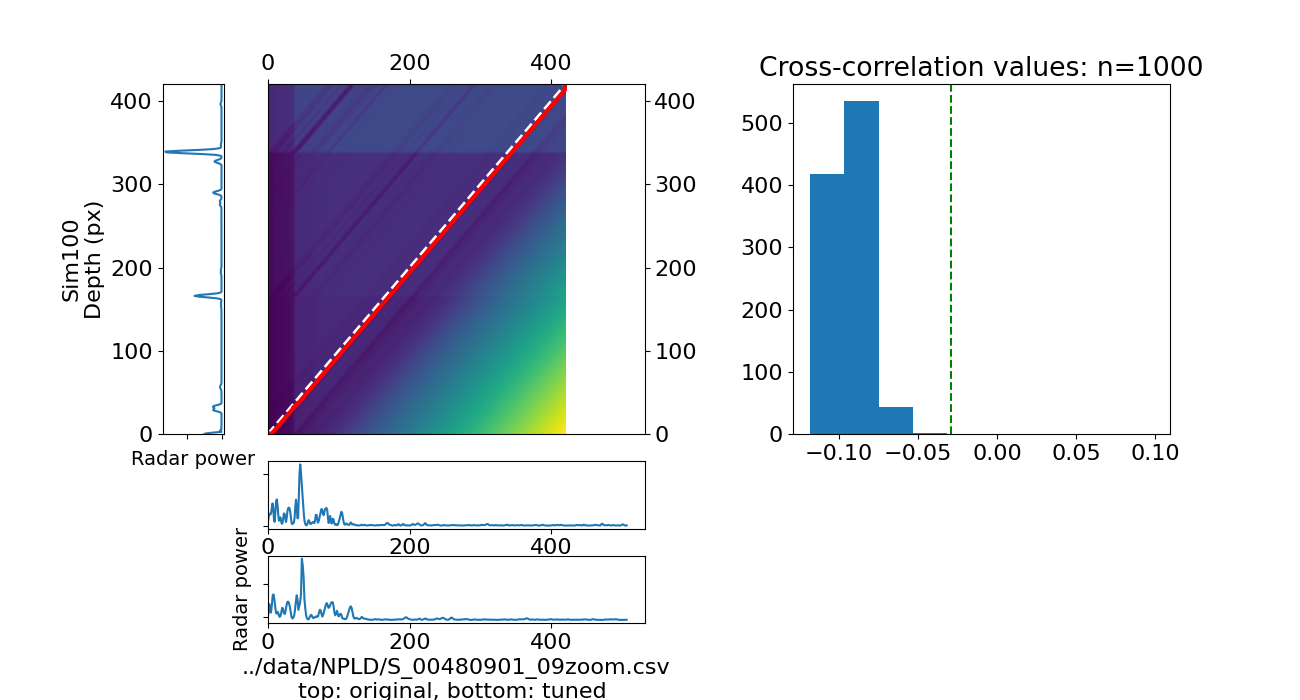 0 200 400
Cross-correlation values: n=1000
400
300
200
100
0
Sim100
Depth (px)
Radar power
400
300
200
100
0
500
400
300
200
100
0
−0.10 −0.05 0.00 0.05 0.10
0 200 400
Radar power
0 200 400
../data/NPLD/S_00480901_09zoom.csv
top: original, bottom: tuned